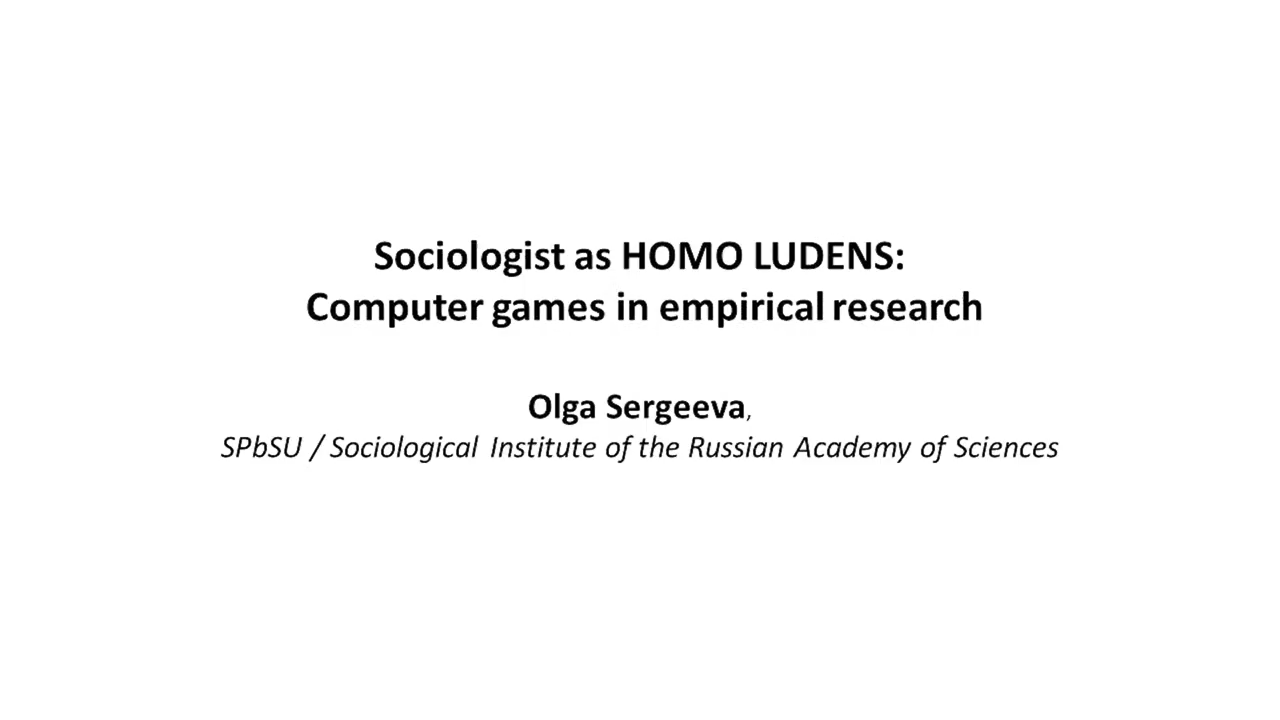 Sociologist as HOMO LUDENS:
Computer games in empirical research
Olga Sergeeva,
SPbSU / Sociological Institute of the Russian Academy of Sciences